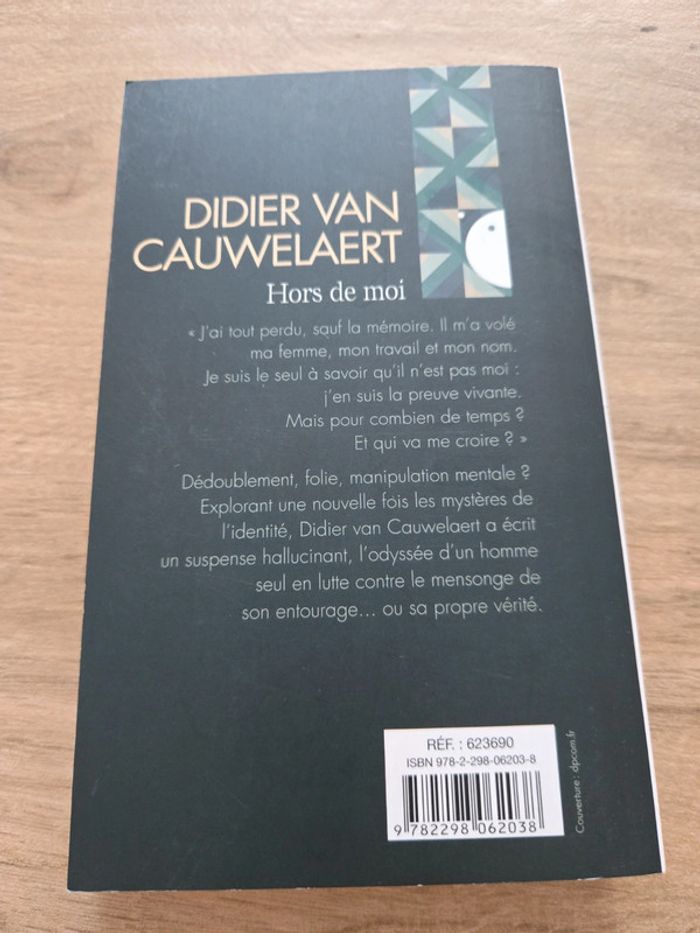 DIDIER VAN
CAUWELAERT
Hors de moi
« J'ai tout perdu, sauf la mémoire. Il m'a volé
ma femme, mon travail et mon nom.
Je suis le seul à savoir qu'il n'est pas moi :
j'en suis la preuve vivante.
Mais pour combien de temps ?
Et qui va me croire ? »
Dédoublement, folie, manipulation mentale ?
Explorant une nouvelle fois les mystères de
l'identité, Didier van Cauwelaert a écrit
un suspense hallucinant, l'odyssée d'un homme
seul en lutte contre le mensonge de
son entourage... ou sa propre vérité.
RÉF. : 623690
ISBN 978-2-298-06203-8
9 782298 062038
Couverture : dpcom.fr